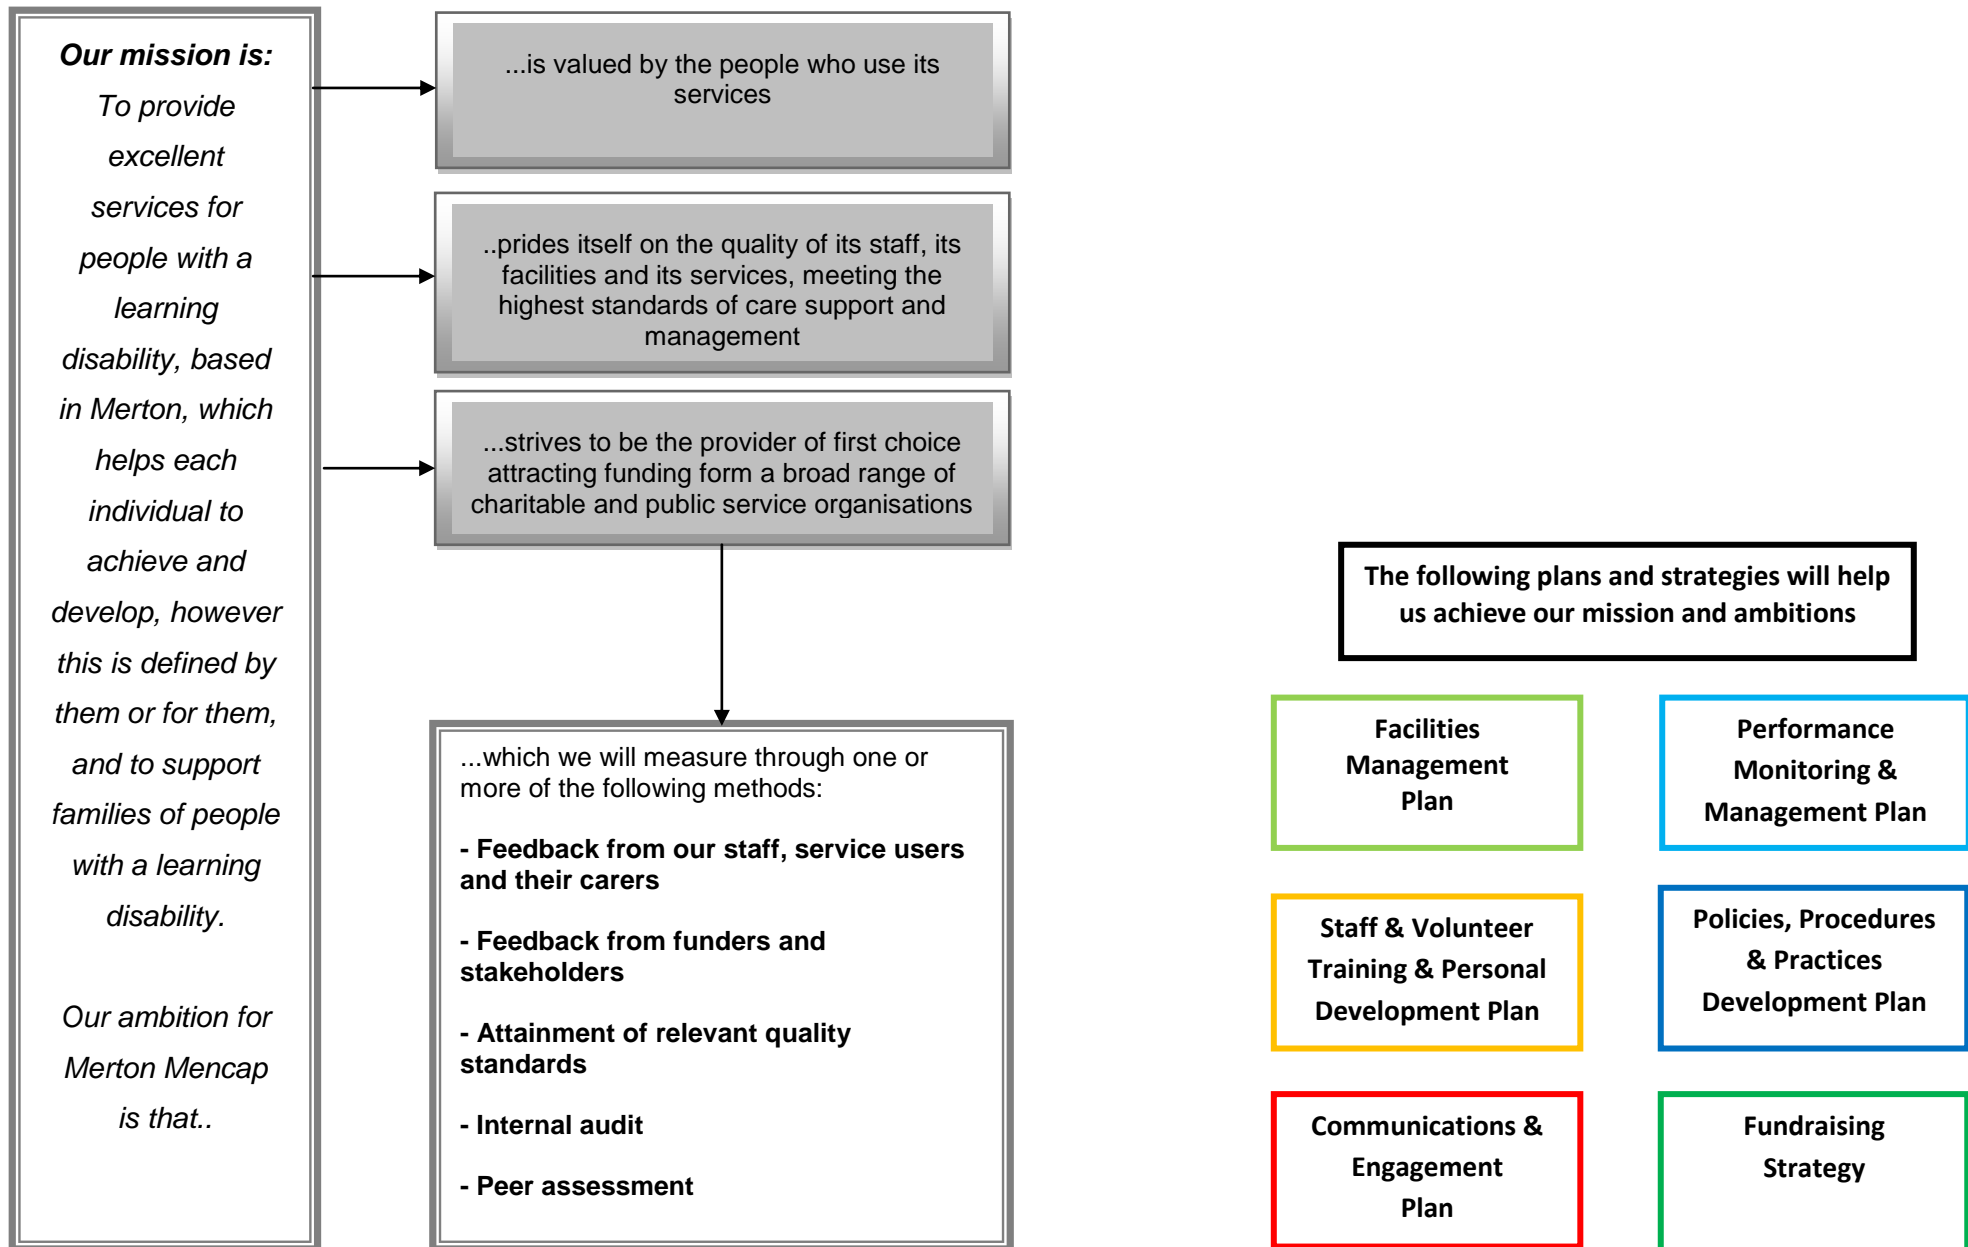 Our mission is:
To provide
excellent
services for
people with a
learning
disability, based
in Merton, which
helps each
individual to
achieve and
develop, however
this is defined by
them or for them,
and to support
families of people
with a learning
disability.
Our ambition for
Merton Mencap
is that..
...is valued by the people who use its
services
..prides itself on the quality of its staff, its
facilities and its services, meeting the
highest standards of care support and
management
...strives to be the provider of first choice
attracting funding form a broad range of
charitable and public service organisations
...which we will measure through one or
more of the following methods:
- Feedback from our staff, service users
and their carers
- Feedback from funders and
stakeholders
- Attainment of relevant quality
standards
- Internal audit
- Peer assessment
The following plans and strategies will help
us achieve our mission and ambitions
Facilities
Management
Plan
Performance
Monitoring &
Management Plan
Staff & Volunteer
Training & Personal
Development Plan
Policies, Procedures
& Practices
Development Plan
Communications &
Engagement
Plan
Fundraising
Strategy